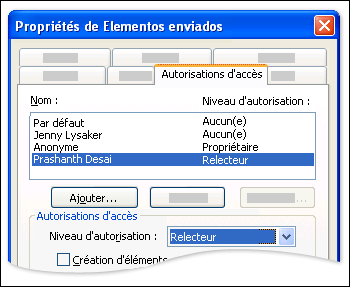 Propriétés de Elementos enviados
Autorisations d'accès
Nom : Niveau d'autorisation :
Par défaut Aucun(e)
Jenny Lysaker Aucun(e)
Anonyme Propriétaire
Prashanth Desai Relecteur
Ajouter... ...
Autorisations d'accès
Niveau d'autorisation : Relecteur
Création d'éléments